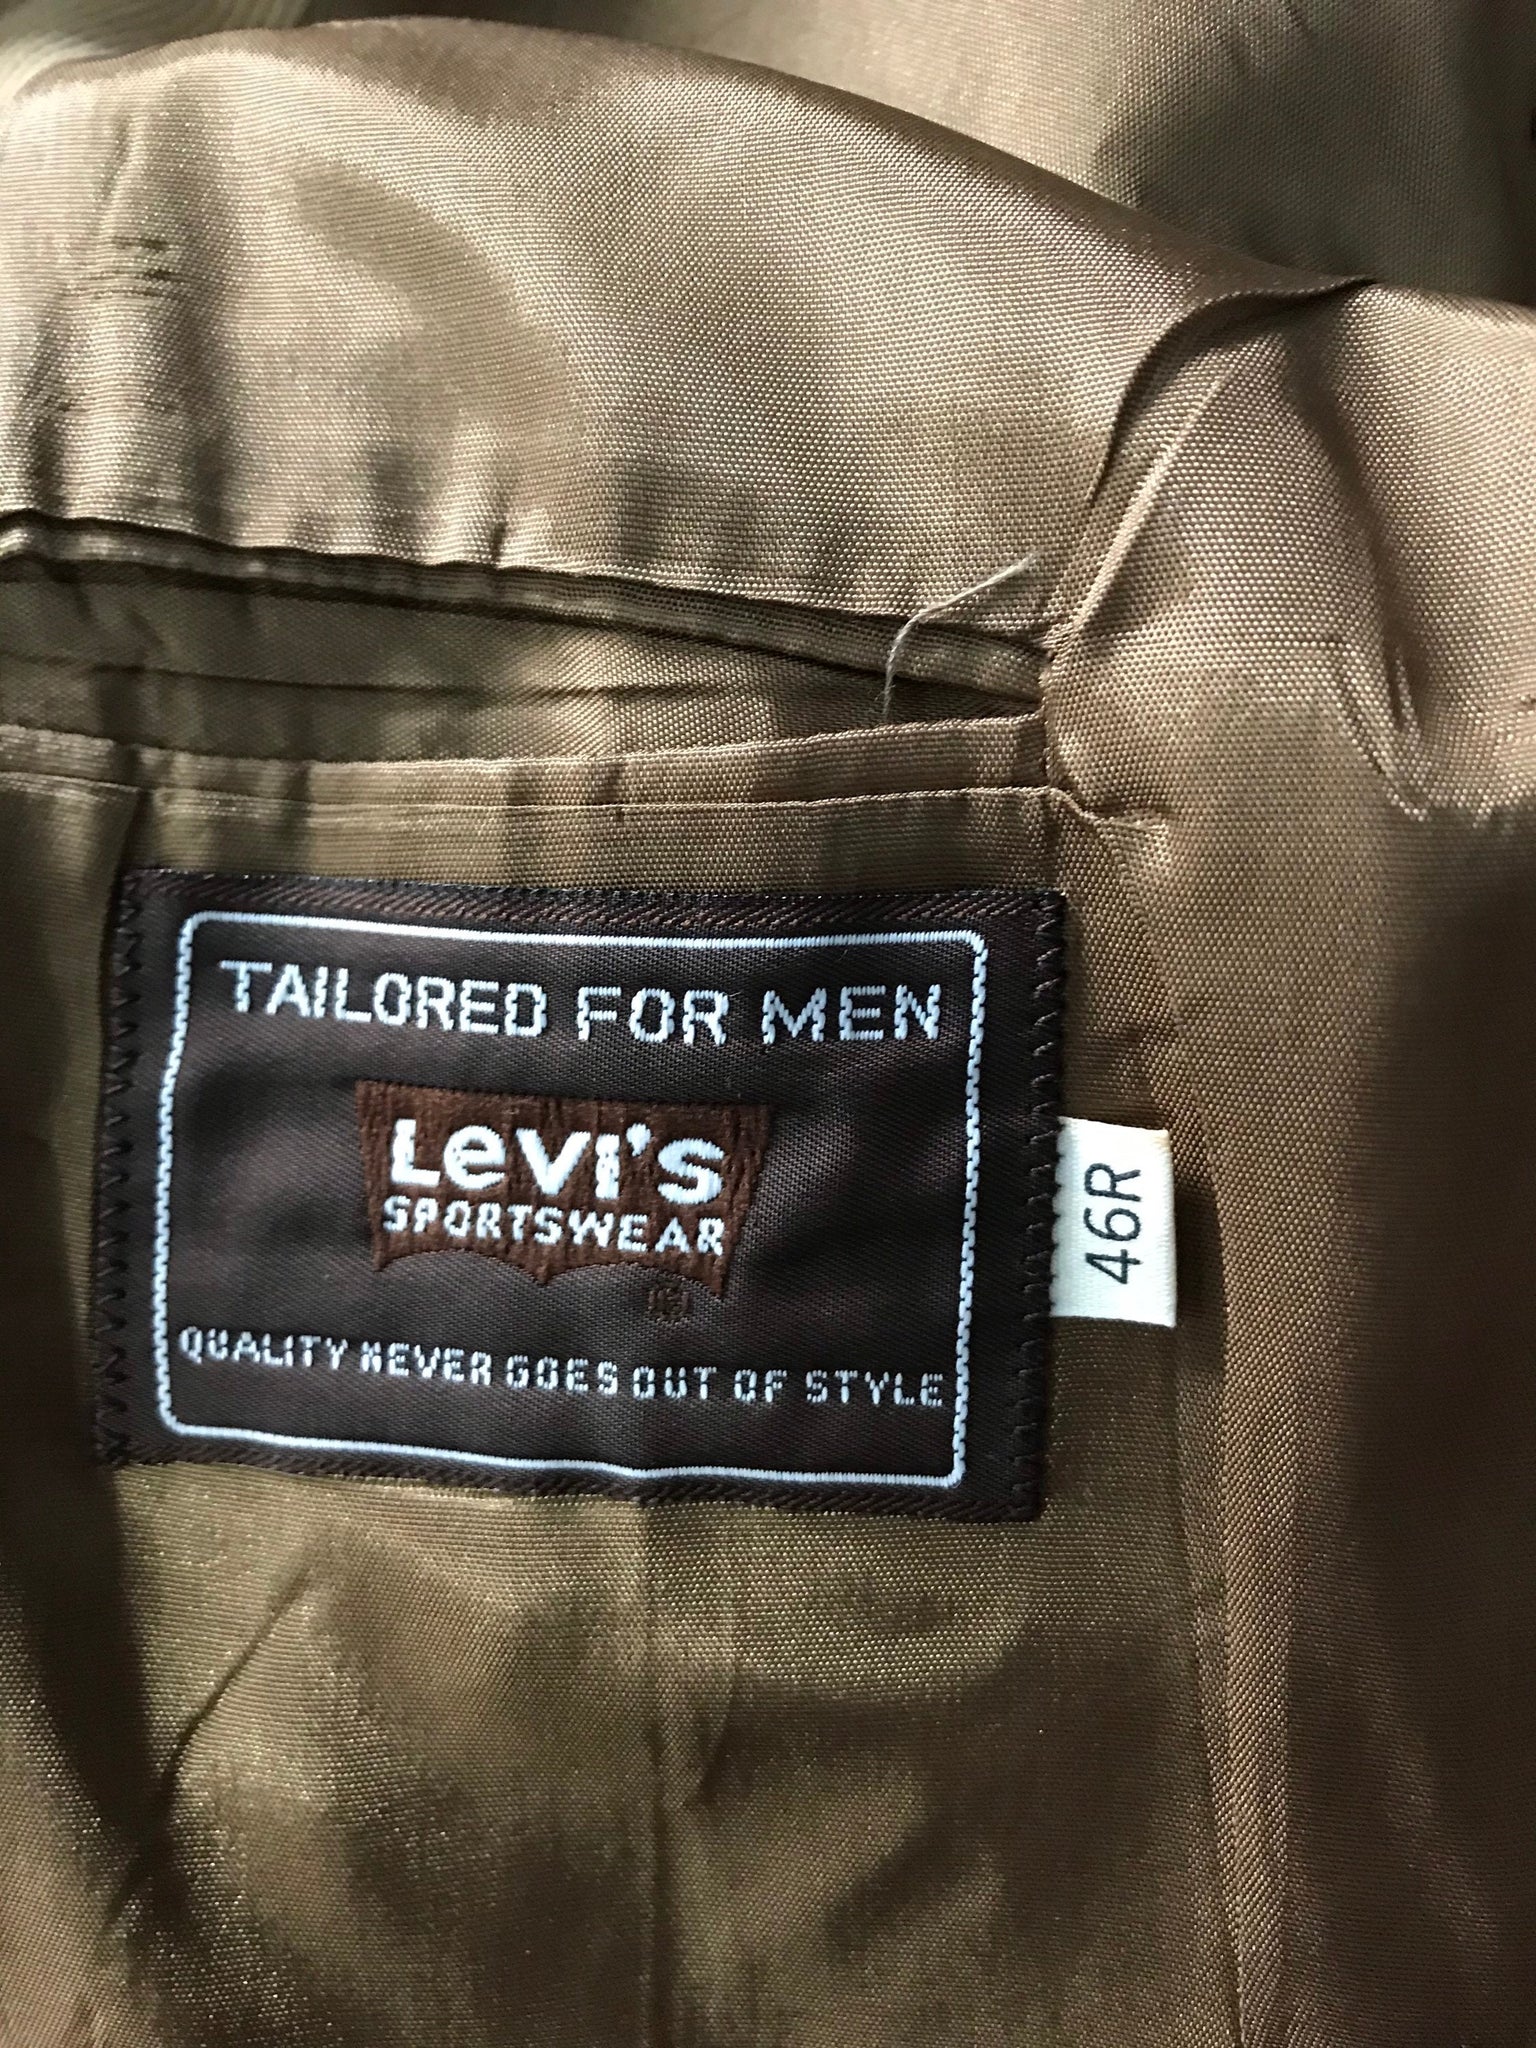 TAILORED FOR MEN
LeVI'S
SPORTSWEAR
®
QUALITY NEVER GOES OUT OF STYLE
46R